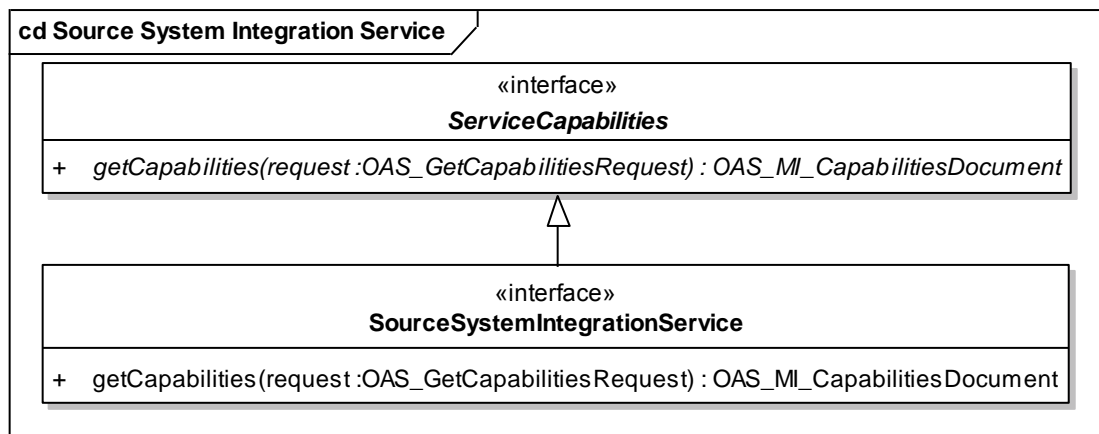 cd Source System Integration Service
«interface»
ServiceCapabilities
+ getCapabilities(request :OAS_GetCapabilitiesRequest) : OAS_MI_CapabilitiesDocument
«interface»
SourceSystemIntegrationService
+ getCapabilities(request :OAS_GetCapabilitiesRequest) : OAS_MI_CapabilitiesDocument